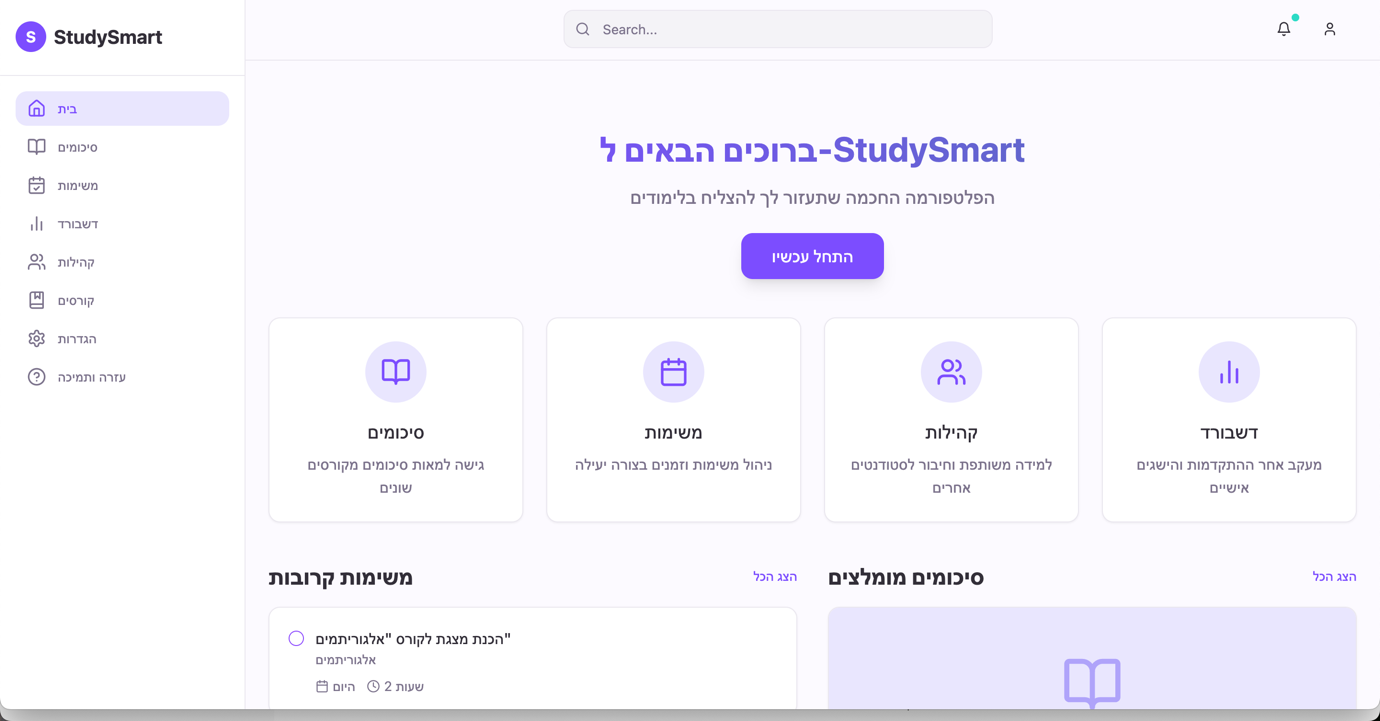 S StudySmart
Search...
בית
סיכומים
משימות
דשבורד
קהילות
קורסים
הגדרות
עזרה ותמיכה
ברוכים הבאים ל-StudySmart
הפלטפורמה החכמה שתעזור לך להצליח בלימודים
התחל עכשיו
סיכומים
גישה למאות סיכומים מקורסים
שונים
משימות
ניהול משימות וזמנים בצורה יעילה
קהילות
למידה משותפת וחיבור לסטודנטים
אחרים
דשבורד
מעקב אחר ההתקדמות והישגים
אישיים
משימות קרובות
הצג הכל
הכנת מצגת לקורס "אלגוריתמים"
אלגוריתמים
היום
2 שעות
סיכומים מומלצים
הצג הכל